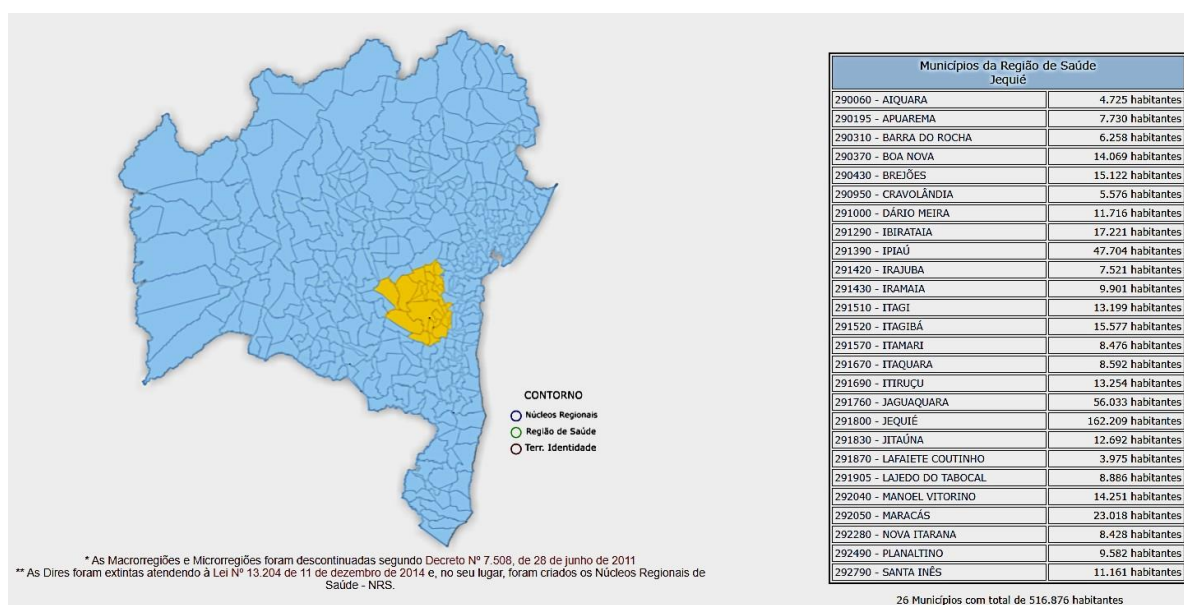 Municípios da Região de Saúde
Jequié
290060 - AIQUARA 4.725 habitantes
290195 - APUAREMA 7.730 habitantes
290310 - BARRA DO ROCHA 6.258 habitantes
290370 - BOA NOVA 14.069 habitantes
290430 - BREJÕES 15.122 habitantes
290950 - CRAVOLÂNDIA 5.576 habitantes
291000 - DÁRIO MEIRA 11.716 habitantes
291290 - IBIRATAIA 17.221 habitantes
291390 - IPIAÚ 47.704 habitantes
291420 - IRAJUBA 7.521 habitantes
291430 - IRAMAIA 9.901 habitantes
291510 - ITAGI 13.199 habitantes
291520 - ITAGIBÁ 15.577 habitantes
291570 - ITAMARI 8.476 habitantes
291670 - ITAQUARA 8.592 habitantes
291690 - ITIRUÇU 13.254 habitantes
291760 - JAGUAQUARA 56.033 habitantes
291800 - JEQUIÉ 162.209 habitantes
291830 - JITAÚNA 12.692 habitantes
291870 - LAFAIETE COUTINHO 3.975 habitantes
291905 - LAJEDO DO TABOCAL 8.886 habitantes
292040 - MANOEL VITORINO 14.251 habitantes
292050 - MARACÁS 23.018 habitantes
292280 - NOVA ITARANA 8.428 habitantes
292490 - PLANALTINO 9.582 habitantes
292790 - SANTA INÊS 11.161 habitantes
26 Municípios com total de 516.876 habitantes
CONTORNO
Núcleos Regionais
Região de Saúde
Terr. Identidade
* As Macrorregiões e Microrregiões foram descontinuadas segundo Decreto Nº 7.508, de 28 de junho de 2011
** As Dires foram extintas atendendo à Lei Nº 13.204 de 11 de dezembro de 2014 e, no seu lugar, foram criados os Núcleos Regionais de
Saúde - NRS.